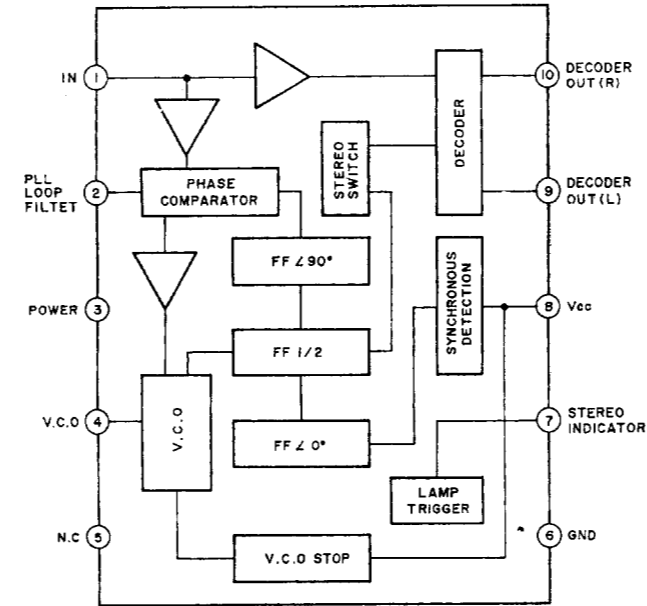 IN
1
10
DECODER
OUT (R)
DECODER
STEREO
SWITCH
PLL
LOOP
FILTET
2
PHASE
COMPARATOR
9
DECODER
OUT (L)
FF ∠90°
SYNCHRONOUS
DETECTION
POWER
3
8
Vcc
FF 1/2
V.C.O
4
V.C.O
FF ∠ 0°
7
STEREO
INDICATOR
LAMP
TRIGGER
N.C
5
V.C.O STOP
6
GND